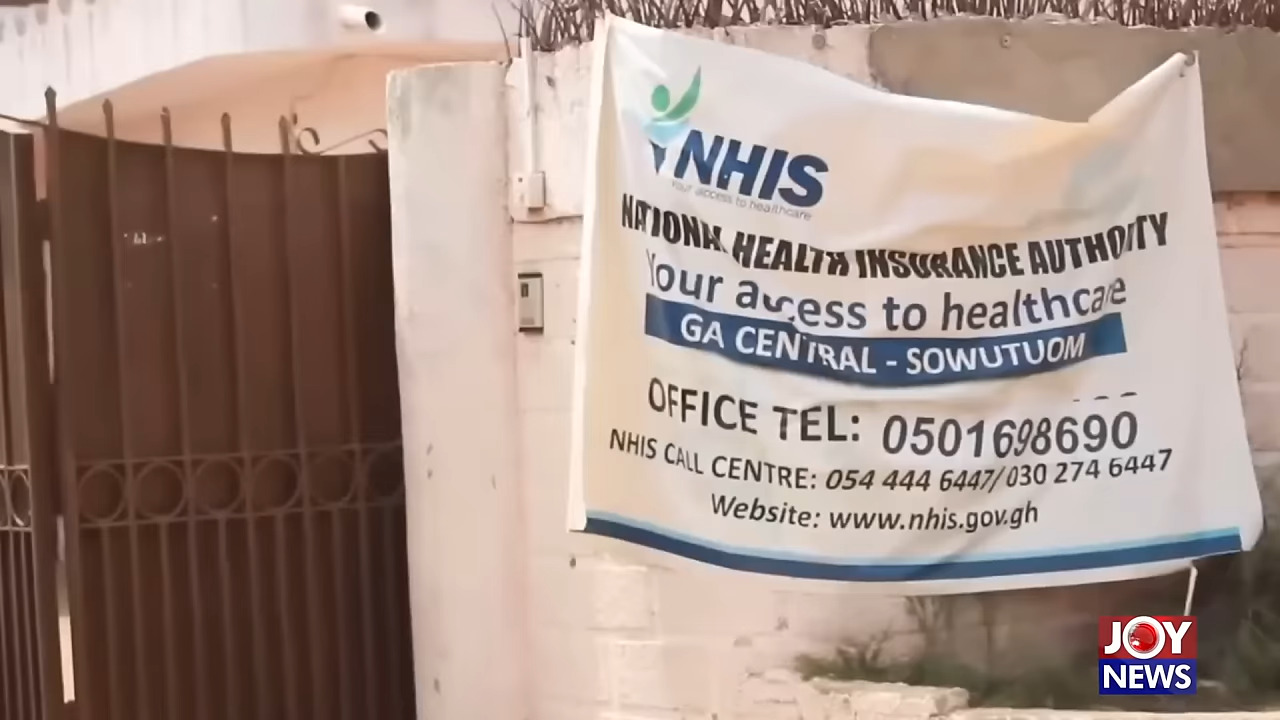 NHIS
Your access to healthcare
NATIONAL HEALTH INSURANCE AUTHORITY
Your access to healthcare
GA CENTRAL - SOWUTUOM
OFFICE TEL: 0501698690
NHIS CALL CENTRE: 054 444 6447/030 274 6447
Website: www.nhis.gov.gh
JOY
NEWS